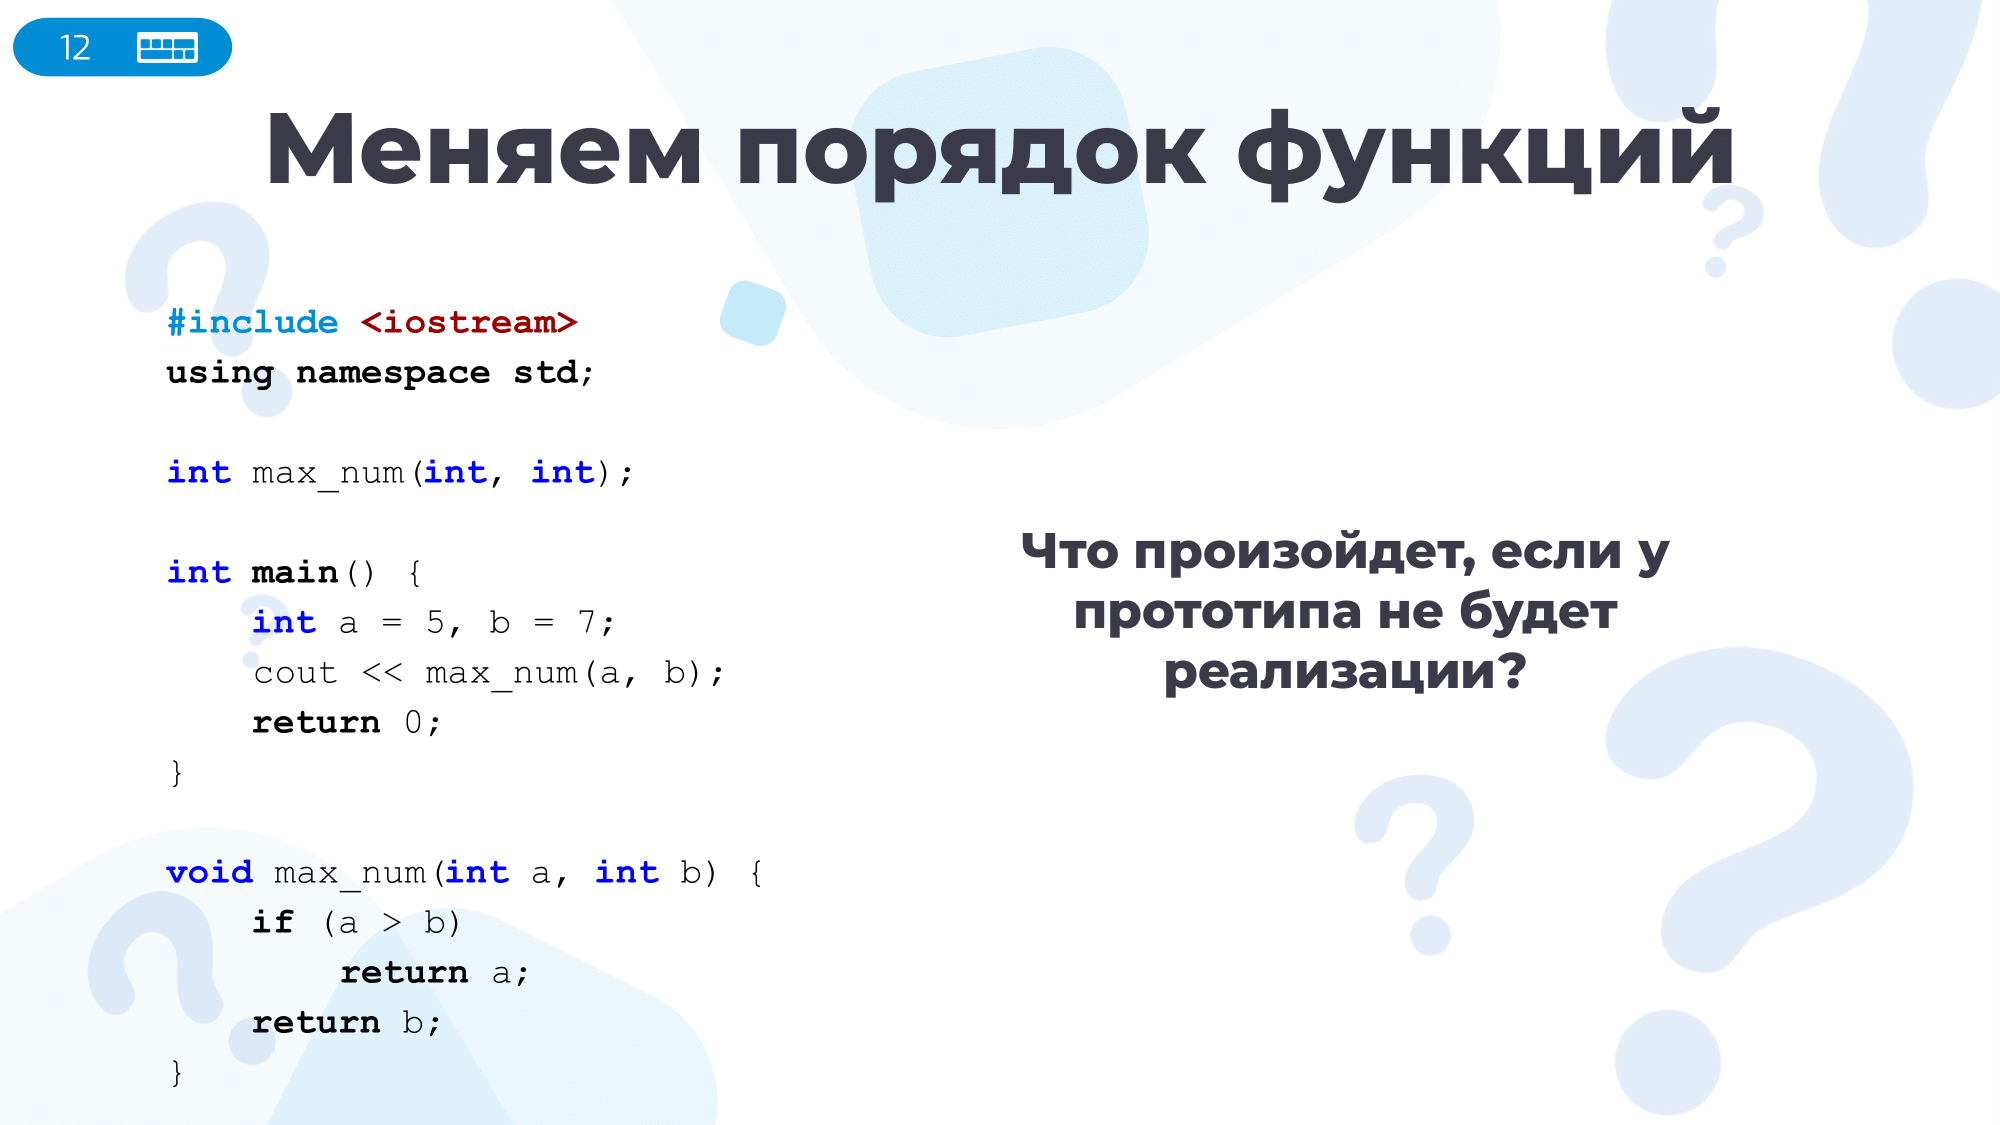 12
Меняем порядок функций
#include <iostream>
using namespace std;
int max_num(int, int);
int main() {
int a = 5, b = 7;
cout << max_num(a, b);
return 0;
}
void max_num(int a, int b) {
if (a > b)
return a;
return b;
}
Что произойдет, если у
прототипа не будет
реализации?